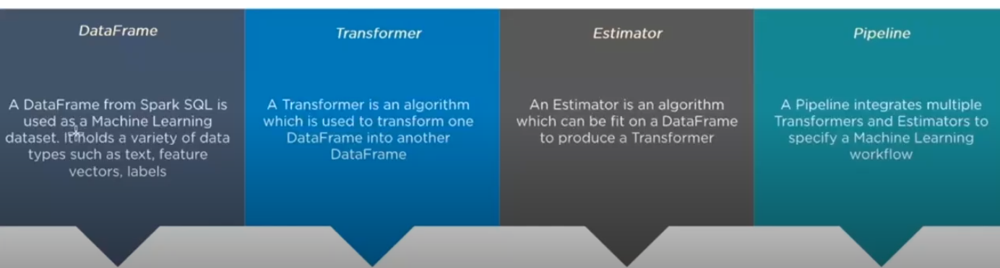 DataFrame
A DataFrame from Spark SQL is
used as a Machine Learning
dataset. It holds a variety of data
types such as text, feature
vectors, labels
Transformer
A Transformer is an algorithm
which is used to transform one
DataFrame into another
DataFrame
Estimator
An Estimator is an algorithm
which can be fit on a DataFrame
to produce a Transformer
Pipeline
A Pipeline integrates multiple
Transformers and Estimators to
specify a Machine Learning
workflow